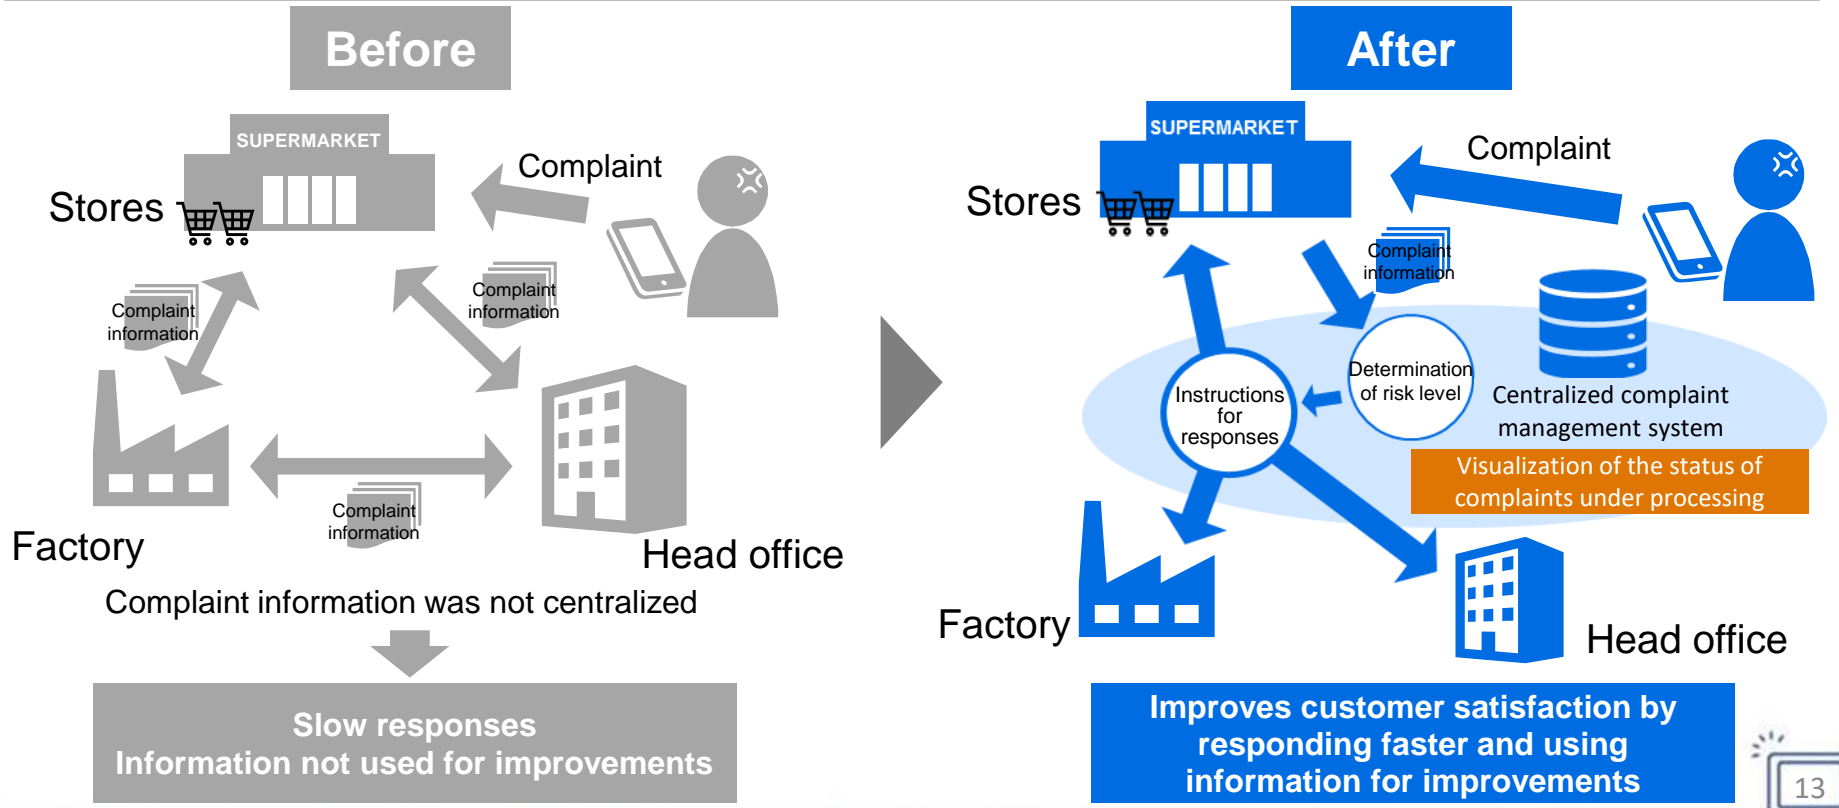 Before
SUPERMARKET
Complaint
Stores
Complaint
information
Complaint
information
Complaint
information
Factory
Head office
Complaint information was not centralized
Slow responses
Information not used for improvements
After
SUPERMARKET
Complaint
Stores
Complaint
information
Determination
of risk level
Instructions
for
responses
Centralized complaint
management system
Visualization of the status of
complaints under processing
Factory
Head office
Improves customer satisfaction by
responding faster and using
information for improvements
13